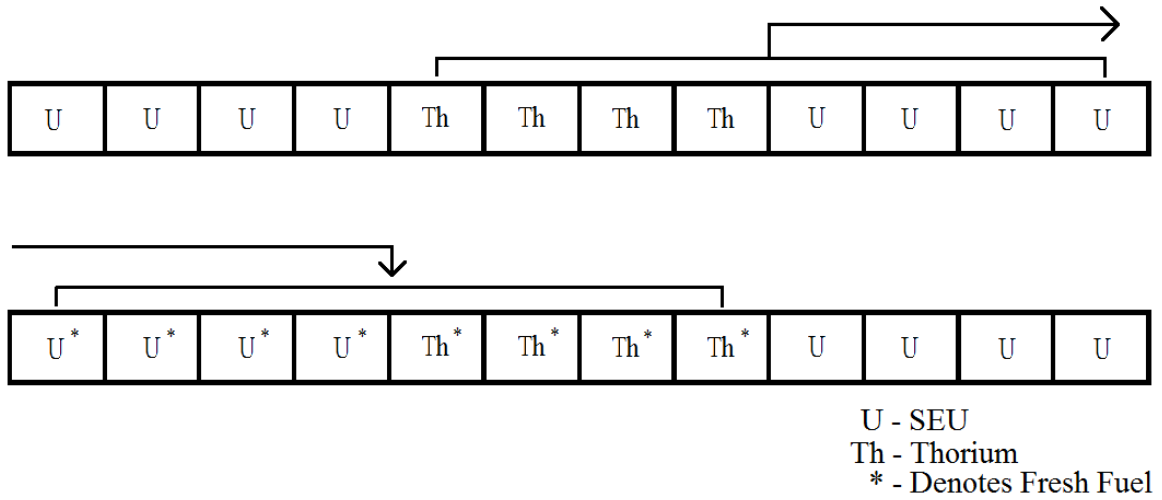 U U U U Th Th Th Th U U U U
U* U* U* U* Th* Th* Th* Th* U U U U
U - SEU
Th - Thorium
* - Denotes Fresh Fuel